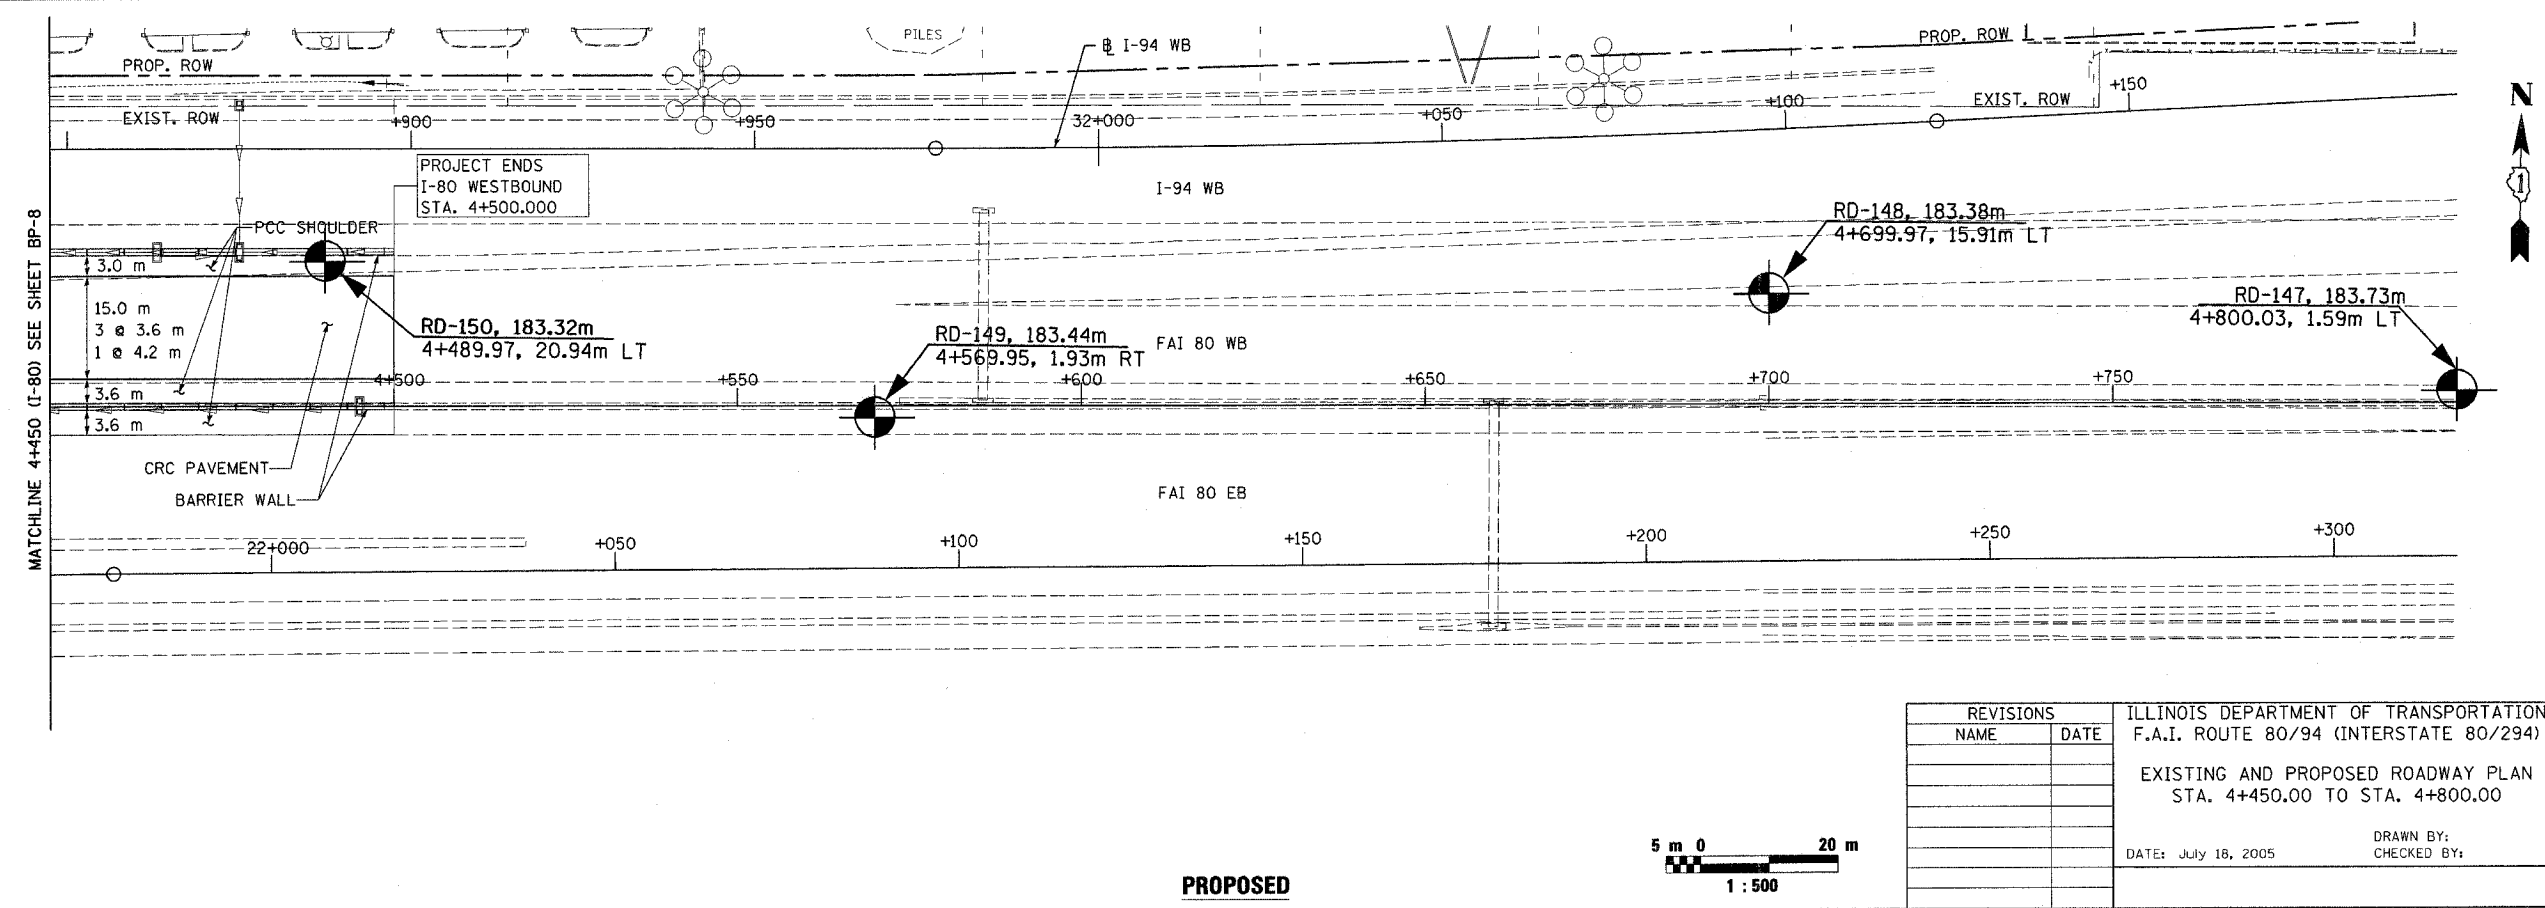 PILES
℄ I-94 WB
PROP. ROW
PROP. ROW
EXIST. ROW
EXIST. ROW
+900
+950
32+000
+050
+100
+150
N
1
PROJECT ENDS
I-80 WESTBOUND
STA. 4+500.000
I-94 WB
MATCHLINE 4+450 (I-80) SEE SHEET BP-8
PCC SHOULDER
3.0 m
15.0 m
3 @ 3.6 m
1 @ 4.2 m
3.6 m
3.6 m
RD-150, 183.32m
4+489.97, 20.94m LT
RD-149, 183.44m
4+569.95, 1.93m RT
FAI 80 WB
RD-148, 183.38m
4+699.97, 15.91m LT
RD-147, 183.73m
4+800.03, 1.59m LT
4+500
+550
+600
+650
+700
+750
CRC PAVEMENT
BARRIER WALL
FAI 80 EB
22+000
+050
+100
+150
+200
+250
+300
5 m 0 20 m
1 : 500
PROPOSED
REVISIONS
NAME DATE
ILLINOIS DEPARTMENT OF TRANSPORTATION
F.A.I. ROUTE 80/94 (INTERSTATE 80/294)
EXISTING AND PROPOSED ROADWAY PLAN
STA. 4+450.00 TO STA. 4+800.00
DRAWN BY:
DATE: July 18, 2005 CHECKED BY: